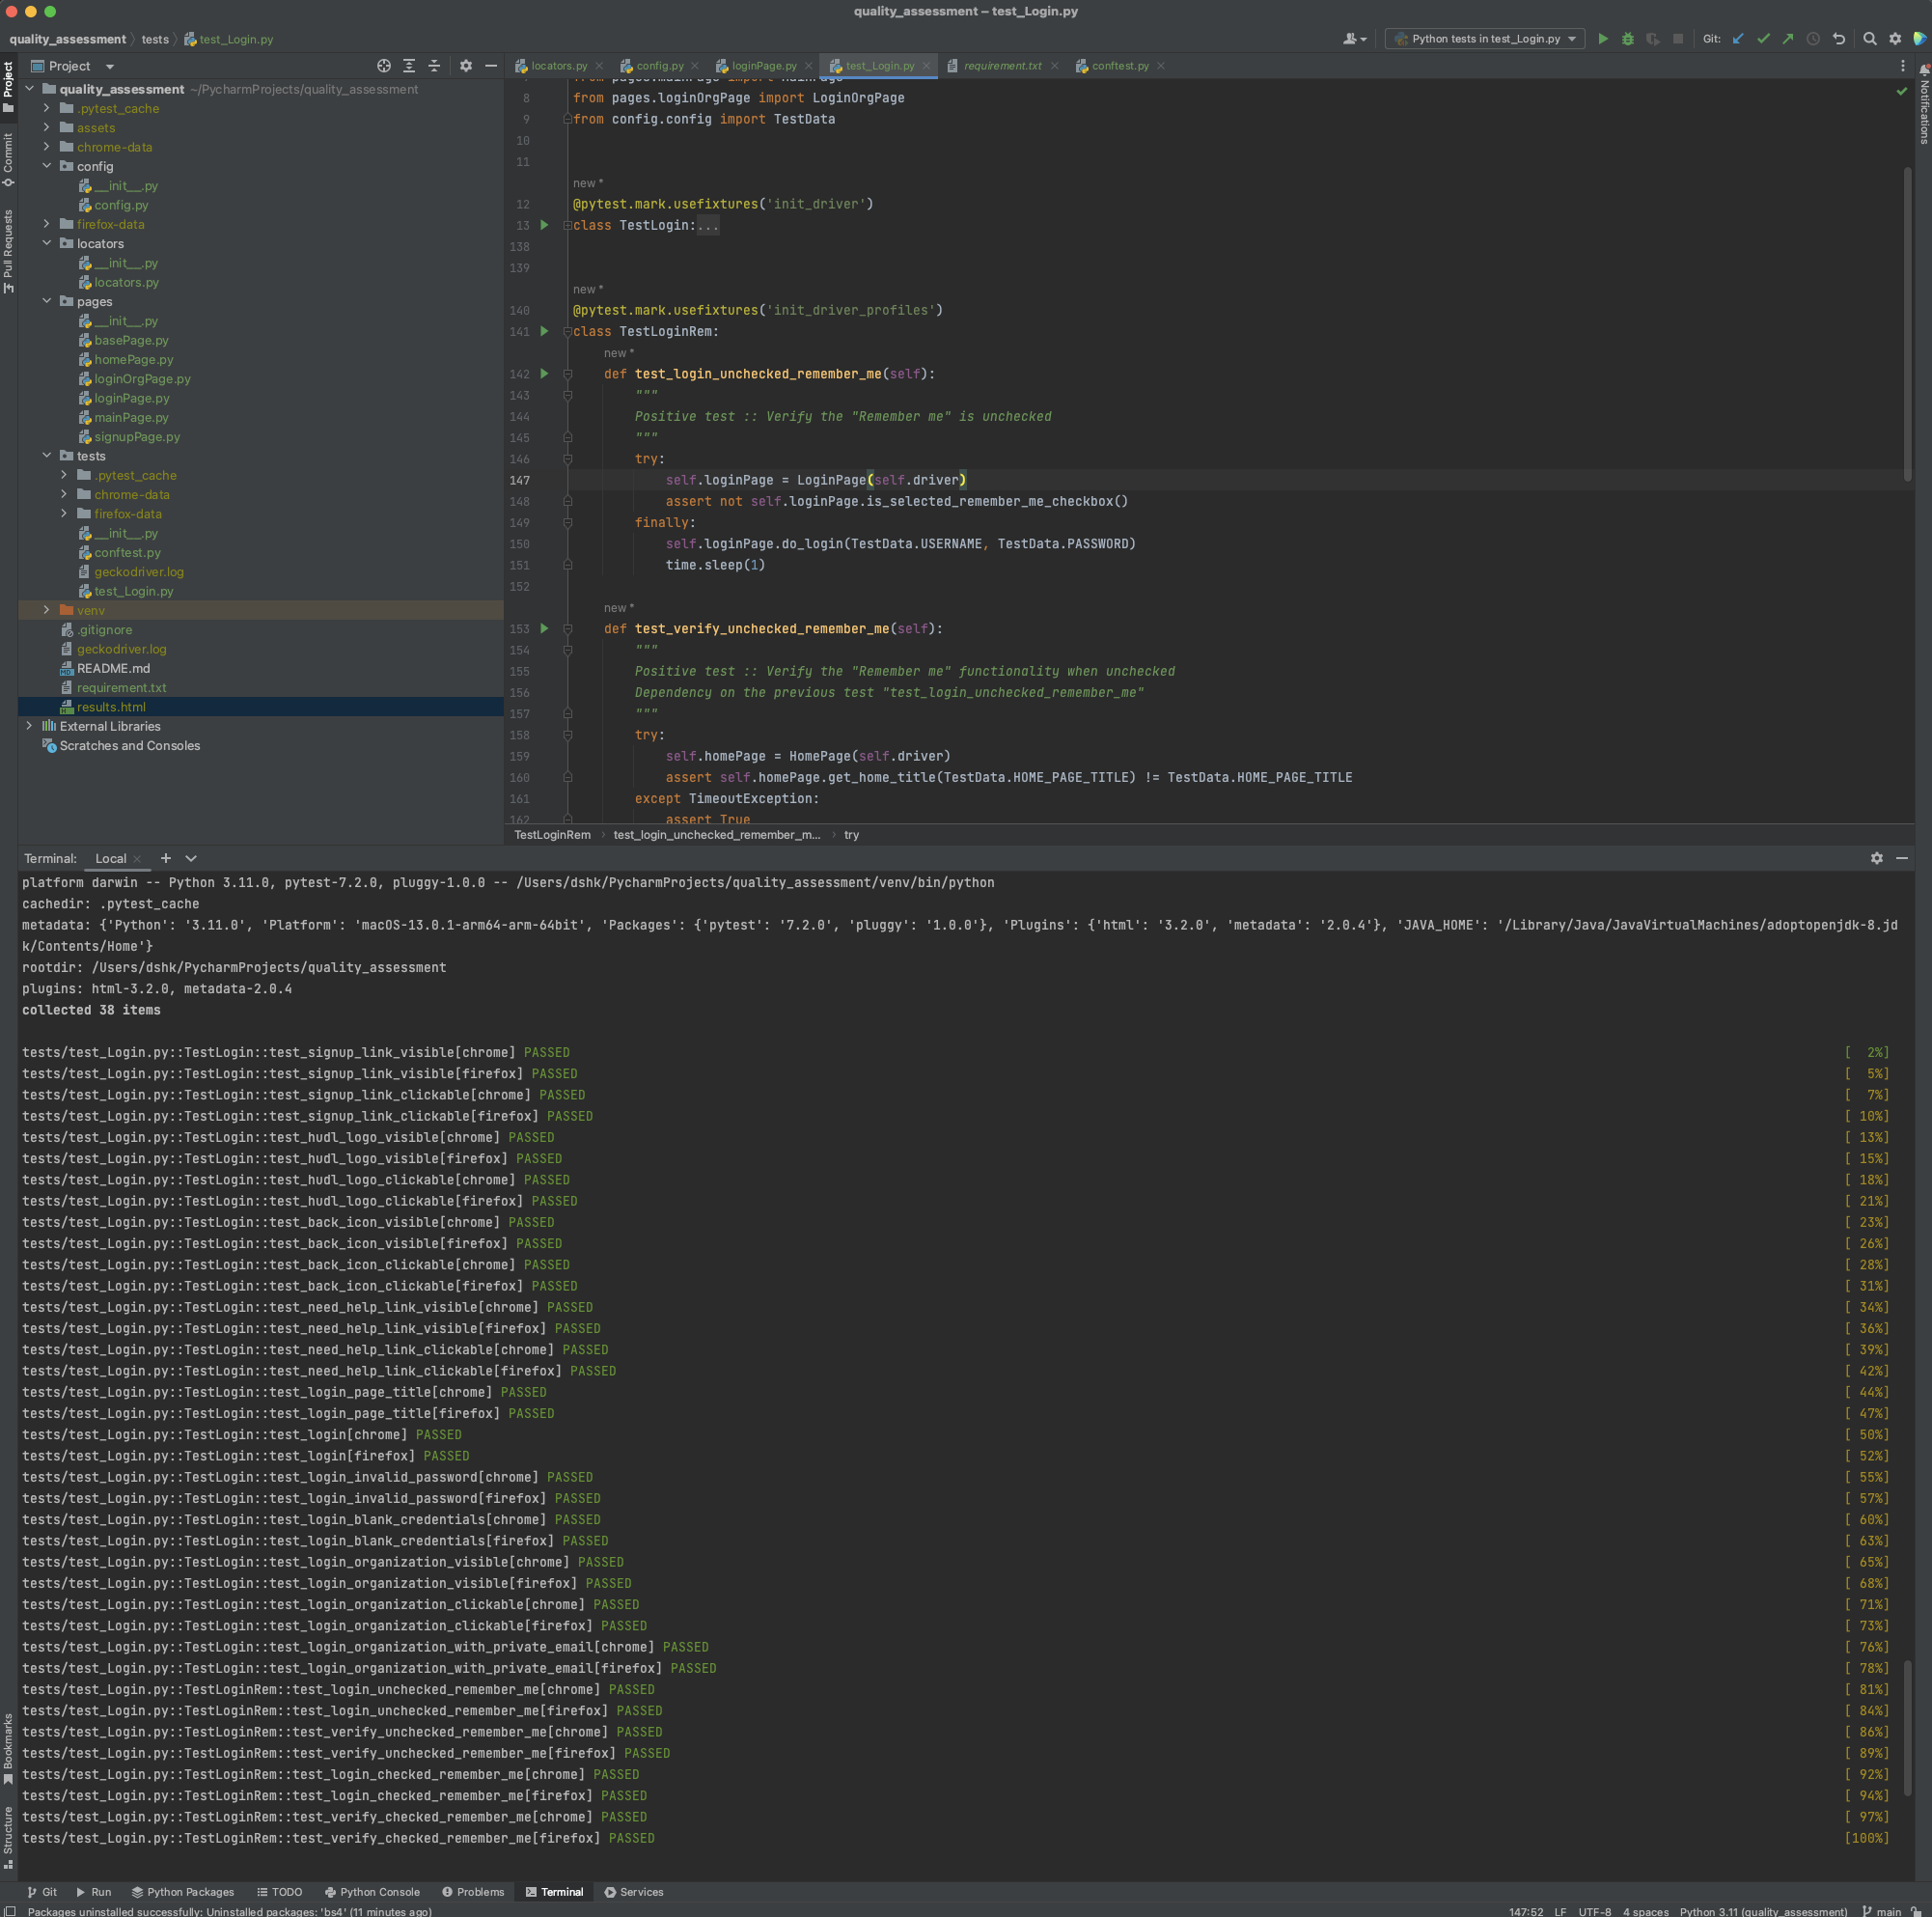 quality_assessment – test_Login.py
quality_assessment tests test_Login.py
Python tests in test_Login.py
Git:
Project
locators.py config.py loginPage.py test_Login.py requirement.txt conftest.py
Project
Commit
Pull Requests
Notifications
quality_assessment ~/PycharmProjects/quality_assessment
.pytest_cache
assets
chrome-data
config
__init__.py
config.py
firefox-data
locators
__init__.py
locators.py
pages
__init__.py
basePage.py
homePage.py
loginOrgPage.py
loginPage.py
mainPage.py
signupPage.py
tests
.pytest_cache
chrome-data
firefox-data
__init__.py
conftest.py
geckodriver.log
test_Login.py
venv
.gitignore
geckodriver.log
README.md
requirement.txt
results.html
External Libraries
Scratches and Consoles
from pages.mainPage import MainPage
8 from pages.loginOrgPage import LoginOrgPage
9 from config.config import TestData
10
11
new *
12 @pytest.mark.usefixtures('init_driver')
13 class TestLogin:...
138
139
new *
140 @pytest.mark.usefixtures('init_driver_profiles')
141 class TestLoginRem:
new *
142 def test_login_unchecked_remember_me(self):
143 """
144 Positive test :: Verify the "Remember me" is unchecked
145 """
146 try:
147 self.loginPage = LoginPage(self.driver)
148 assert not self.loginPage.is_selected_remember_me_checkbox()
149 finally:
150 self.loginPage.do_login(TestData.USERNAME, TestData.PASSWORD)
151 time.sleep(1)
152
new *
153 def test_verify_unchecked_remember_me(self):
154 """
155 Positive test :: Verify the "Remember me" functionality when unchecked
156 Dependency on the previous test "test_login_unchecked_remember_me"
157 """
158 try:
159 self.homePage = HomePage(self.driver)
160 assert self.homePage.get_home_title(TestData.HOME_PAGE_TITLE) != TestData.HOME_PAGE_TITLE
161 except TimeoutException:
162 assert True
TestLoginRem test_login_unchecked_remember_m... try
Terminal: Local
platform darwin -- Python 3.11.0, pytest-7.2.0, pluggy-1.0.0 -- /Users/dshk/PycharmProjects/quality_assessment/venv/bin/python
cachedir: .pytest_cache
metadata: {'Python': '3.11.0', 'Platform': 'macOS-13.0.1-arm64-arm-64bit', 'Packages': {'pytest': '7.2.0', 'pluggy': '1.0.0'}, 'Plugins': {'html': '3.2.0', 'metadata': '2.0.4'}, 'JAVA_HOME': '/Library/Java/JavaVirtualMachines/adoptopenjdk-8.jd
k/Contents/Home'}
rootdir: /Users/dshk/PycharmProjects/quality_assessment
plugins: html-3.2.0, metadata-2.0.4
collected 38 items
tests/test_Login.py::TestLogin::test_signup_link_visible[chrome] PASSED [ 2%]
tests/test_Login.py::TestLogin::test_signup_link_visible[firefox] PASSED [ 5%]
tests/test_Login.py::TestLogin::test_signup_link_clickable[chrome] PASSED [ 7%]
tests/test_Login.py::TestLogin::test_signup_link_clickable[firefox] PASSED [ 10%]
tests/test_Login.py::TestLogin::test_hudl_logo_visible[chrome] PASSED [ 13%]
tests/test_Login.py::TestLogin::test_hudl_logo_visible[firefox] PASSED [ 15%]
tests/test_Login.py::TestLogin::test_hudl_logo_clickable[chrome] PASSED [ 18%]
tests/test_Login.py::TestLogin::test_hudl_logo_clickable[firefox] PASSED [ 21%]
tests/test_Login.py::TestLogin::test_back_icon_visible[chrome] PASSED [ 23%]
tests/test_Login.py::TestLogin::test_back_icon_visible[firefox] PASSED [ 26%]
tests/test_Login.py::TestLogin::test_back_icon_clickable[chrome] PASSED [ 28%]
tests/test_Login.py::TestLogin::test_back_icon_clickable[firefox] PASSED [ 31%]
tests/test_Login.py::TestLogin::test_need_help_link_visible[chrome] PASSED [ 34%]
tests/test_Login.py::TestLogin::test_need_help_link_visible[firefox] PASSED [ 36%]
tests/test_Login.py::TestLogin::test_need_help_link_clickable[chrome] PASSED [ 39%]
tests/test_Login.py::TestLogin::test_need_help_link_clickable[firefox] PASSED [ 42%]
tests/test_Login.py::TestLogin::test_login_page_title[chrome] PASSED [ 44%]
tests/test_Login.py::TestLogin::test_login_page_title[firefox] PASSED [ 47%]
tests/test_Login.py::TestLogin::test_login[chrome] PASSED [ 50%]
tests/test_Login.py::TestLogin::test_login[firefox] PASSED [ 52%]
tests/test_Login.py::TestLogin::test_login_invalid_password[chrome] PASSED [ 55%]
tests/test_Login.py::TestLogin::test_login_invalid_password[firefox] PASSED [ 57%]
tests/test_Login.py::TestLogin::test_login_blank_credentials[chrome] PASSED [ 60%]
tests/test_Login.py::TestLogin::test_login_blank_credentials[firefox] PASSED [ 63%]
tests/test_Login.py::TestLogin::test_login_organization_visible[chrome] PASSED [ 65%]
tests/test_Login.py::TestLogin::test_login_organization_visible[firefox] PASSED [ 68%]
tests/test_Login.py::TestLogin::test_login_organization_clickable[chrome] PASSED [ 71%]
tests/test_Login.py::TestLogin::test_login_organization_clickable[firefox] PASSED [ 73%]
tests/test_Login.py::TestLogin::test_login_organization_with_private_email[chrome] PASSED [ 76%]
tests/test_Login.py::TestLogin::test_login_organization_with_private_email[firefox] PASSED [ 78%]
tests/test_Login.py::TestLoginRem::test_login_unchecked_remember_me[chrome] PASSED [ 81%]
tests/test_Login.py::TestLoginRem::test_login_unchecked_remember_me[firefox] PASSED [ 84%]
tests/test_Login.py::TestLoginRem::test_verify_unchecked_remember_me[chrome] PASSED [ 86%]
tests/test_Login.py::TestLoginRem::test_verify_unchecked_remember_me[firefox] PASSED [ 89%]
tests/test_Login.py::TestLoginRem::test_login_checked_remember_me[chrome] PASSED [ 92%]
tests/test_Login.py::TestLoginRem::test_login_checked_remember_me[firefox] PASSED [ 94%]
tests/test_Login.py::TestLoginRem::test_verify_checked_remember_me[chrome] PASSED [ 97%]
tests/test_Login.py::TestLoginRem::test_verify_checked_remember_me[firefox] PASSED [100%]
Bookmarks
Structure
Git Run Python Packages TODO Python Console Problems Terminal Services
Packages uninstalled successfully: Uninstalled packages: 'bs4' (11 minutes ago) 147:52 LF UTF-8 4 spaces Python 3.11 (quality_assessment) main